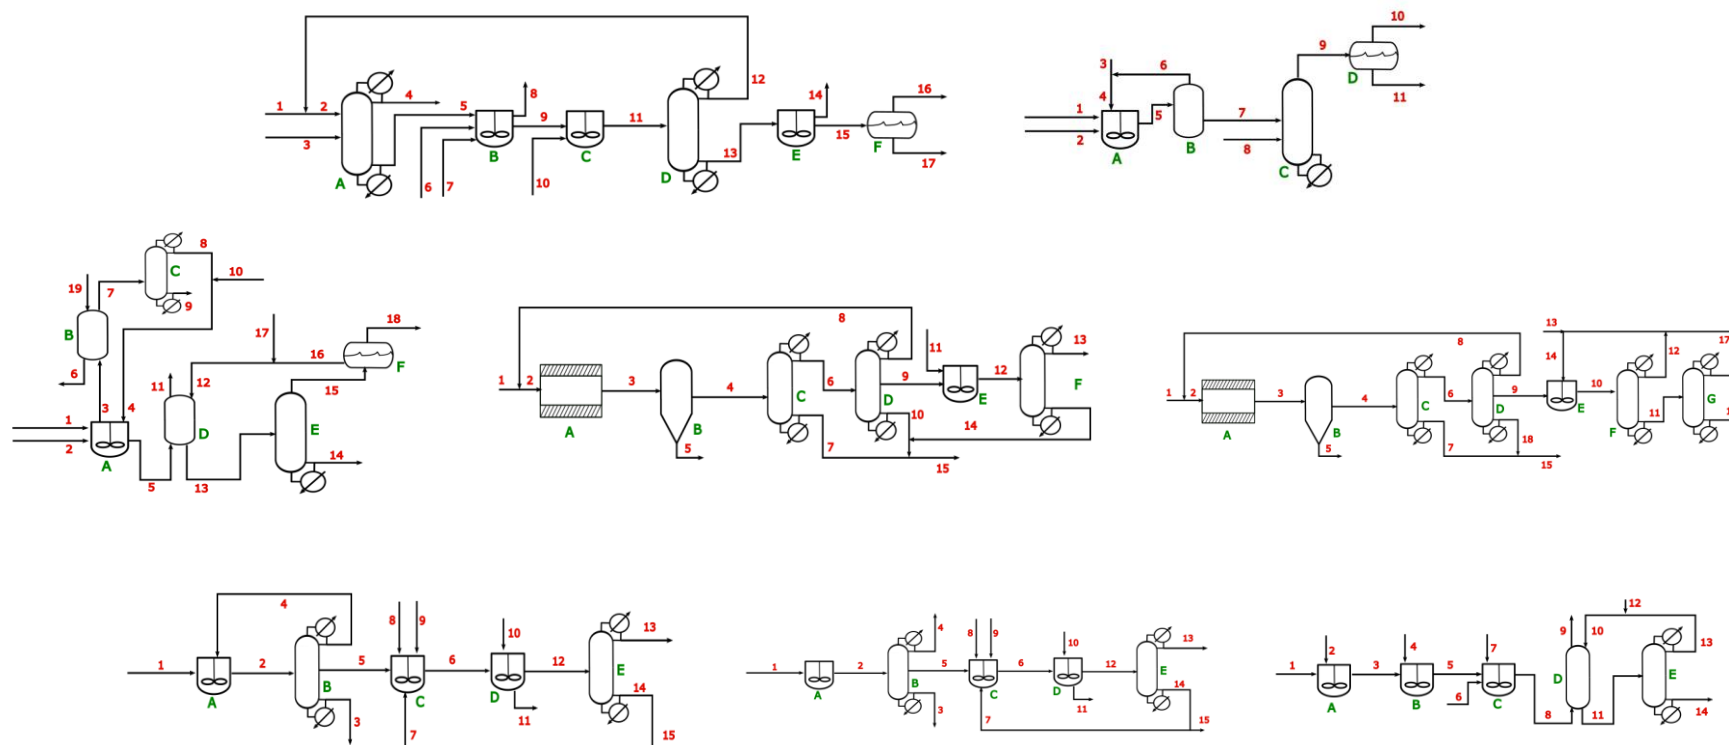 1 2 3 4 5 6 7 8 9 10 11 12 13 14 15 16 17
A B C D E F
1 2 3 4 5 6 7 8 9 10 11
A B C D
1 2 3 4 5 6 7 8 9 10 11 12 13 14 15 16 17 18 19
A B C D E F
1 2 3 4 5 6 7 8 9 10 11 12 13 14 15
A B C D E F
1 2 3 4 5 6 7 8 9 10 11 12 13 14 15 17 18
A B C D E F G
1 2 3 4 5 6 7 8 9 10 11 12 13 14 15
A B C D E
1 2 3 4 5 6 7 8 9 10 11 12 13 14 15
A B C D E
1 2 3 4 5 6 7 8 9 10 11 12 13 14
A B C D E